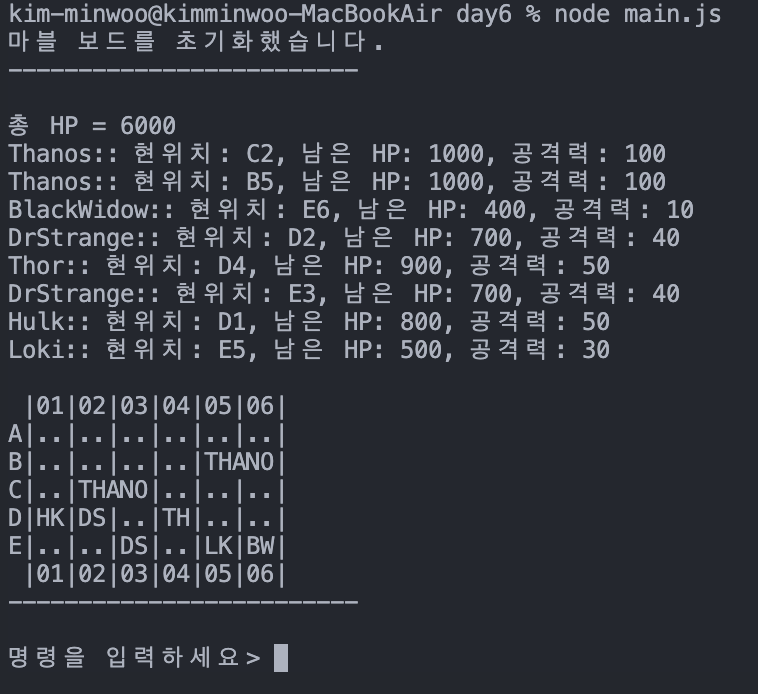 kim-minwoo@kimminwoo-MacBookAir day6 % node main.js
마블 보드를 초기화했습니다.
-------------------------

총 HP = 6000
Thanos:: 현위치: C2, 남은 HP: 1000, 공격력: 100
Thanos:: 현위치: B5, 남은 HP: 1000, 공격력: 100
BlackWidow:: 현위치: E6, 남은 HP: 400, 공격력: 10
DrStrange:: 현위치: D2, 남은 HP: 700, 공격력: 40
Thor:: 현위치: D4, 남은 HP: 900, 공격력: 50
DrStrange:: 현위치: E3, 남은 HP: 700, 공격력: 40
Hulk:: 현위치: D1, 남은 HP: 800, 공격력: 50
Loki:: 현위치: E5, 남은 HP: 500, 공격력: 30

 |01|02|03|04|05|06|
A|..|..|..|..|..|..|
B|..|..|..|..|THANO|
C|..|THANO|..|..|..|
D|HK|DS|..|TH|..|..|
E|..|..|DS|..|LK|BW|
 |01|02|03|04|05|06|
-------------------------

명령을 입력하세요>